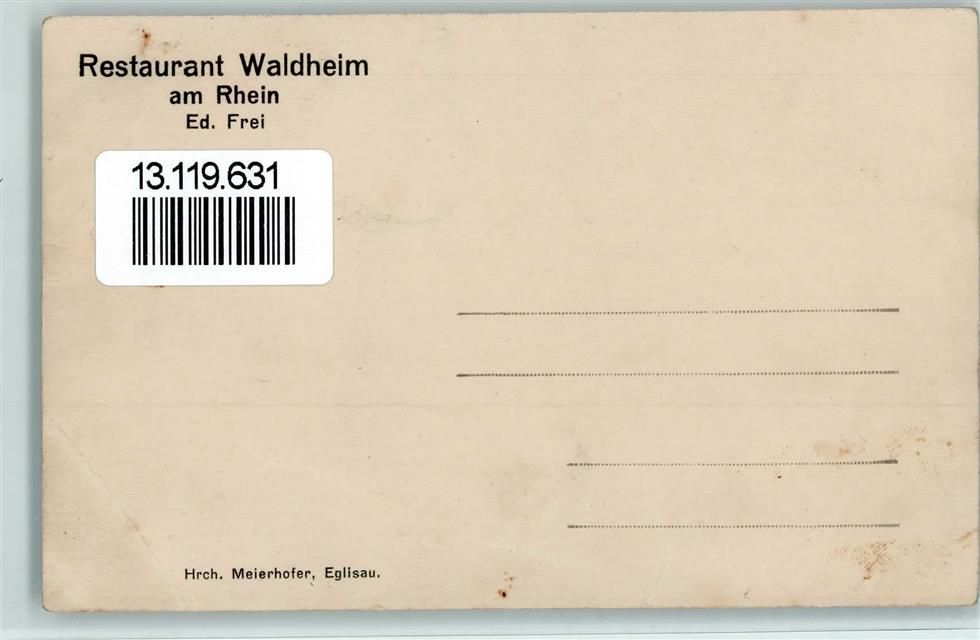 Restaurant Waldheim
am Rhein
Ed. Frei
13.119.631
Hrch. Meierhofer, Eglisau.